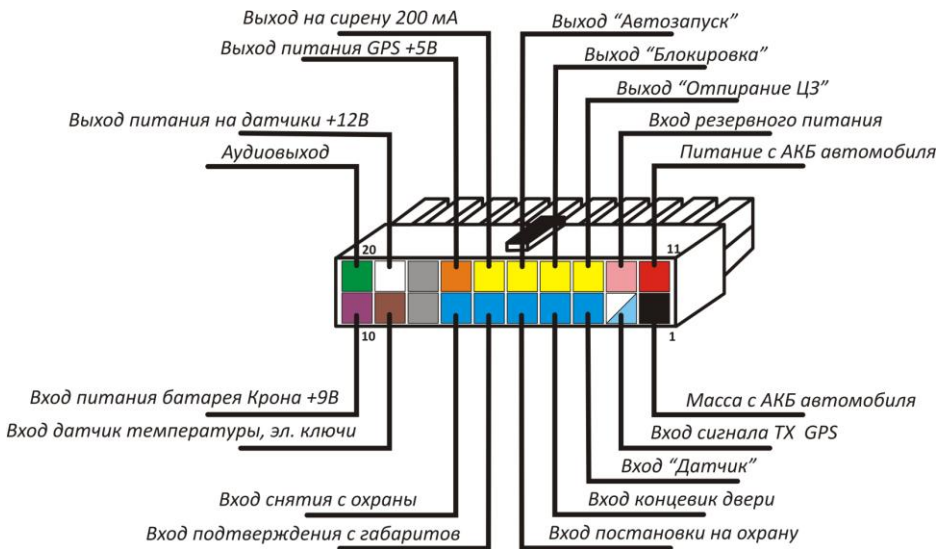 Выход на сирену 200 мА
Выход "Автозапуск"
Выход питания GPS +5В
Выход "Блокировка"
Выход "Отпирание ЦЗ"
Выход питания на датчики +12В
Вход резервного питания
Аудиовыход
Питание с АКБ автомобиля
20
11
10
1
Вход питания батарея Крона +9В
Масса с АКБ автомобиля
Вход датчик температуры, эл. ключи
Вход сигнала TX GPS
Вход "Датчик"
Вход снятия с охраны
Вход концевик двери
Вход подтверждения с габаритов
Вход постановки на охрану